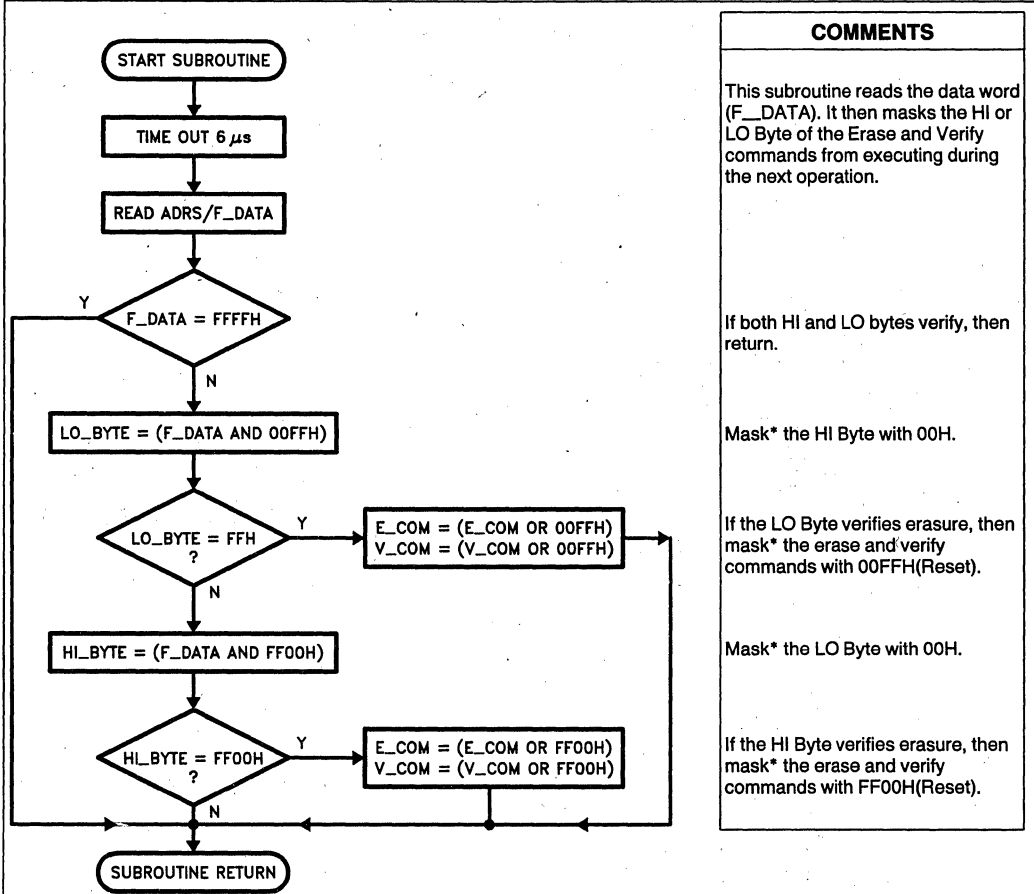 START SUBROUTINE
TIME OUT 6 μs
READ ADRS/F_DATA
F_DATA = FFFFH
Y
N
LO_BYTE = (F_DATA AND 00FFH)
LO_BYTE = FFH
?
Y
N
E_COM = (E_COM OR 00FFH)
V_COM = (V_COM OR 00FFH)
HI_BYTE = (F_DATA AND FF00H)
HI_BYTE = FF00H
?
Y
N
E_COM = (E_COM OR FF00H)
V_COM = (V_COM OR FF00H)
SUBROUTINE RETURN
COMMENTS
This subroutine reads the data word
(F__DATA). It then masks the HI or
LO Byte of the Erase and Verify
commands from executing during
the next operation.
If both HI and LO bytes verify, then
return.
Mask* the HI Byte with 00H.
If the LO Byte verifies erasure, then
mask* the erase and verify
commands with 00FFH(Reset).
Mask* the LO Byte with 00H.
If the HI Byte verifies erasure, then
mask* the erase and verify
commands with FF00H(Reset).